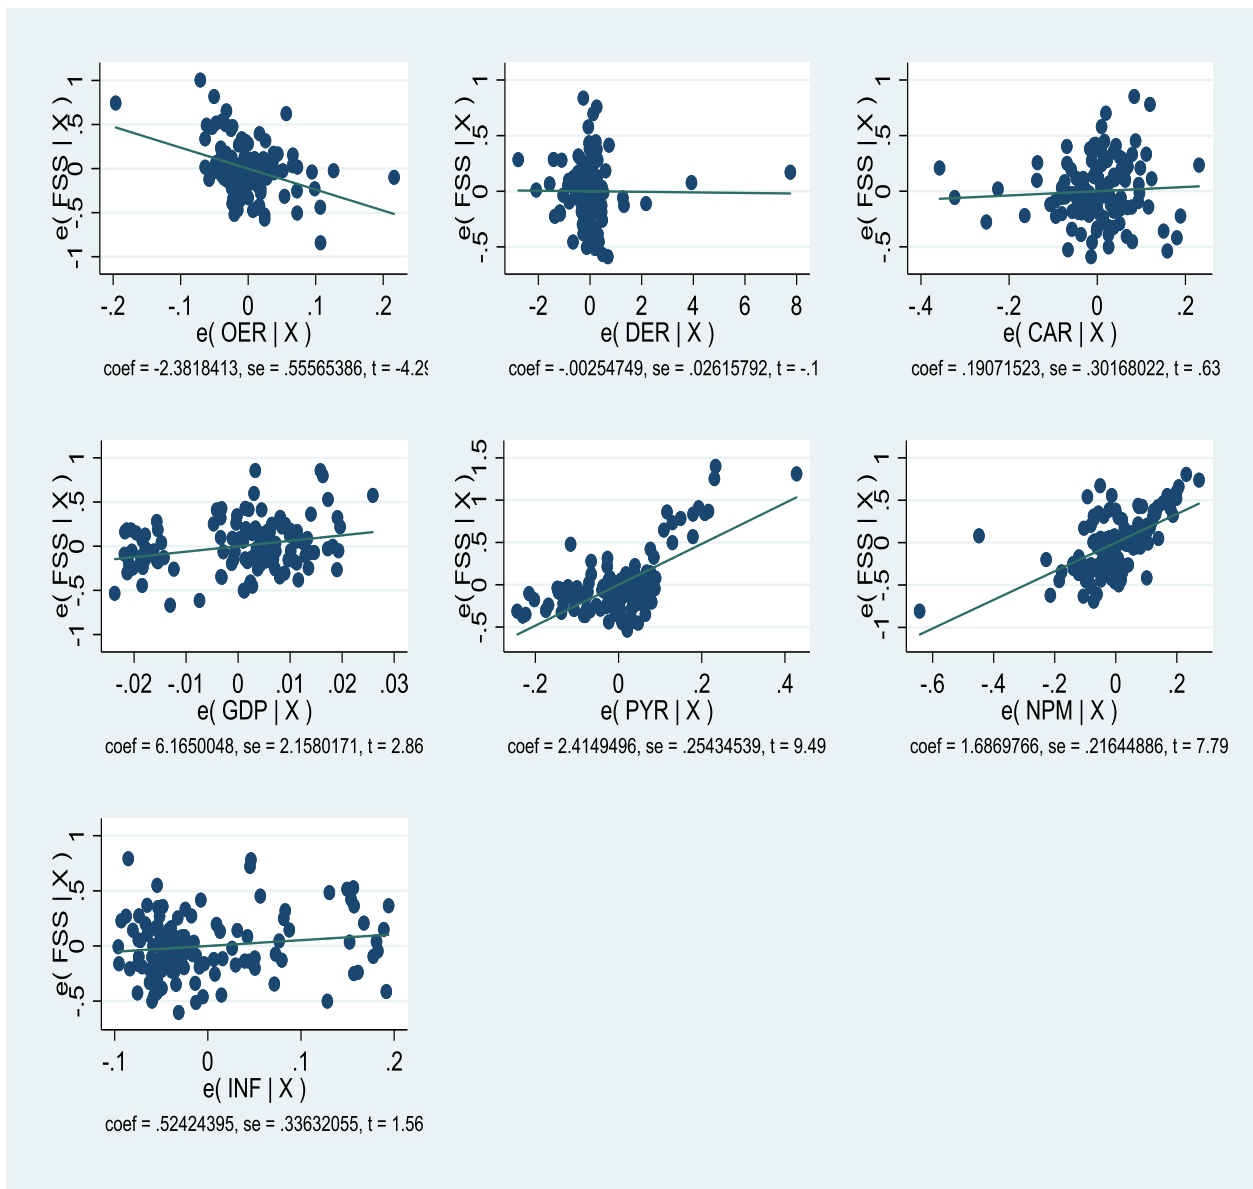 e( FSS | X )
1
.5
0
-.5
-1
-.2 -.1 0 .1 .2
e( OER | X )
coef = -2.3818413, se = .55565386, t = -4.29
e( FSS | X )
1
.5
0
-.5
-2 0 2 4 6 8
e( DER | X )
coef = -.00254749, se = .02615792, t = -.1
e( FSS | X )
1
.5
0
-.5
-.4 -.2 0 .2
e( CAR | X )
coef = .19071523, se = .30168022, t = .63
e( FSS | X )
1
.5
0
-.5
-1
-.02 -.01 0 .01 .02 .03
e( GDP | X )
coef = 6.1650048, se = 2.1580171, t = 2.86
e( FSS | X )
1.5
1
.5
0
-.5
-.2 0 .2 .4
e( PYR | X )
coef = 2.4149496, se = .25434539, t = 9.49
e( FSS | X )
1
.5
0
-.5
-1
-.6 -.4 -.2 0 .2
e( NPM | X )
coef = 1.6869766, se = .21644886, t = 7.79
e( FSS | X )
1
.5
0
-.5
-.1 0 .1 .2
e( INF | X )
coef = .52424395, se = .33632055, t = 1.56